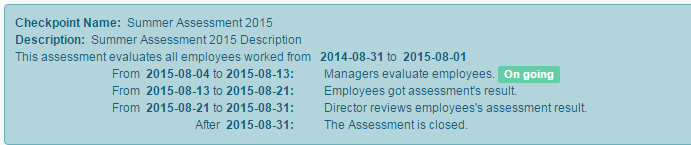 Checkpoint Name: Summer Assessment 2015
Description: Summer Assessment 2015 Description
This assessment evaluates all employees worked from 2014-08-31 to 2015-08-01
From 2015-08-04 to 2015-08-13: Managers evaluate employees. On going
From 2015-08-13 to 2015-08-21: Employees got assessment's result.
From 2015-08-21 to 2015-08-31: Director reviews employees's assessment result.
After 2015-08-31: The Assessment is closed.